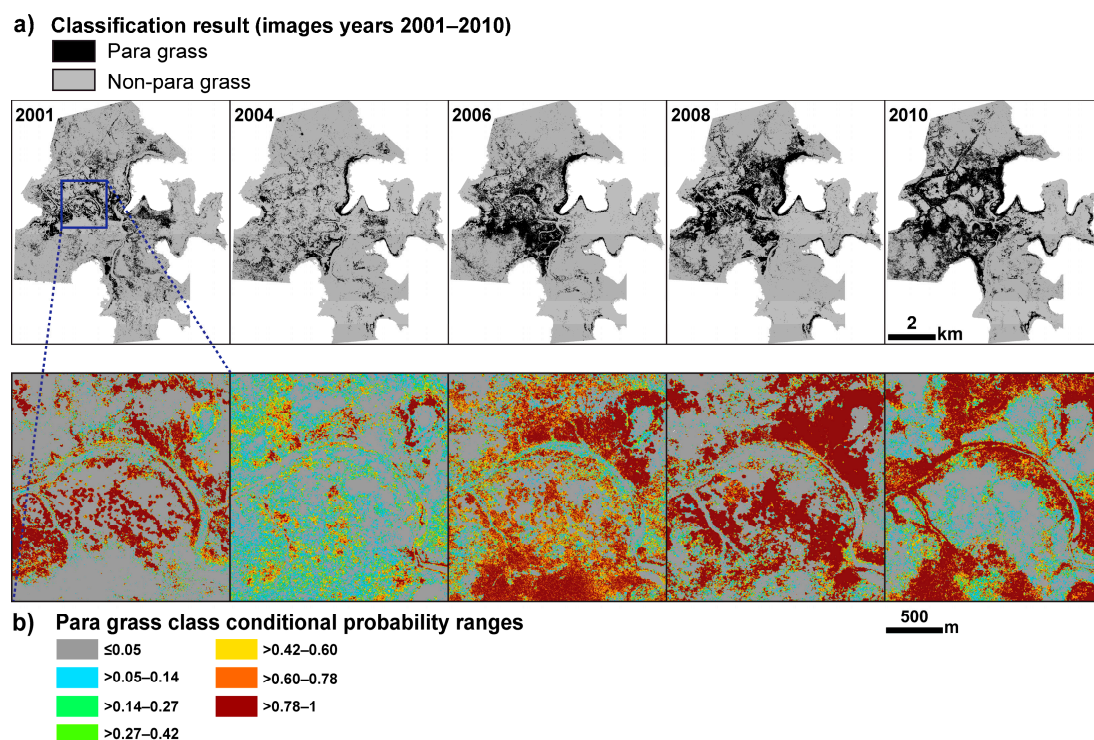 a) Classification result (images years 2001–2010)
Para grass
Non-para grass
2001 2004 2006 2008 2010
2 km
500 m
b) Para grass class conditional probability ranges
≤0.05 >0.42–0.60
>0.05–0.14 >0.60–0.78
>0.14–0.27 >0.78–1
>0.27–0.42